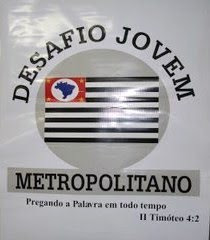 DESAFIO JOVEM
METROPOLITANO
Pregando a Palavra em todo tempo
II Timóteo 4:2